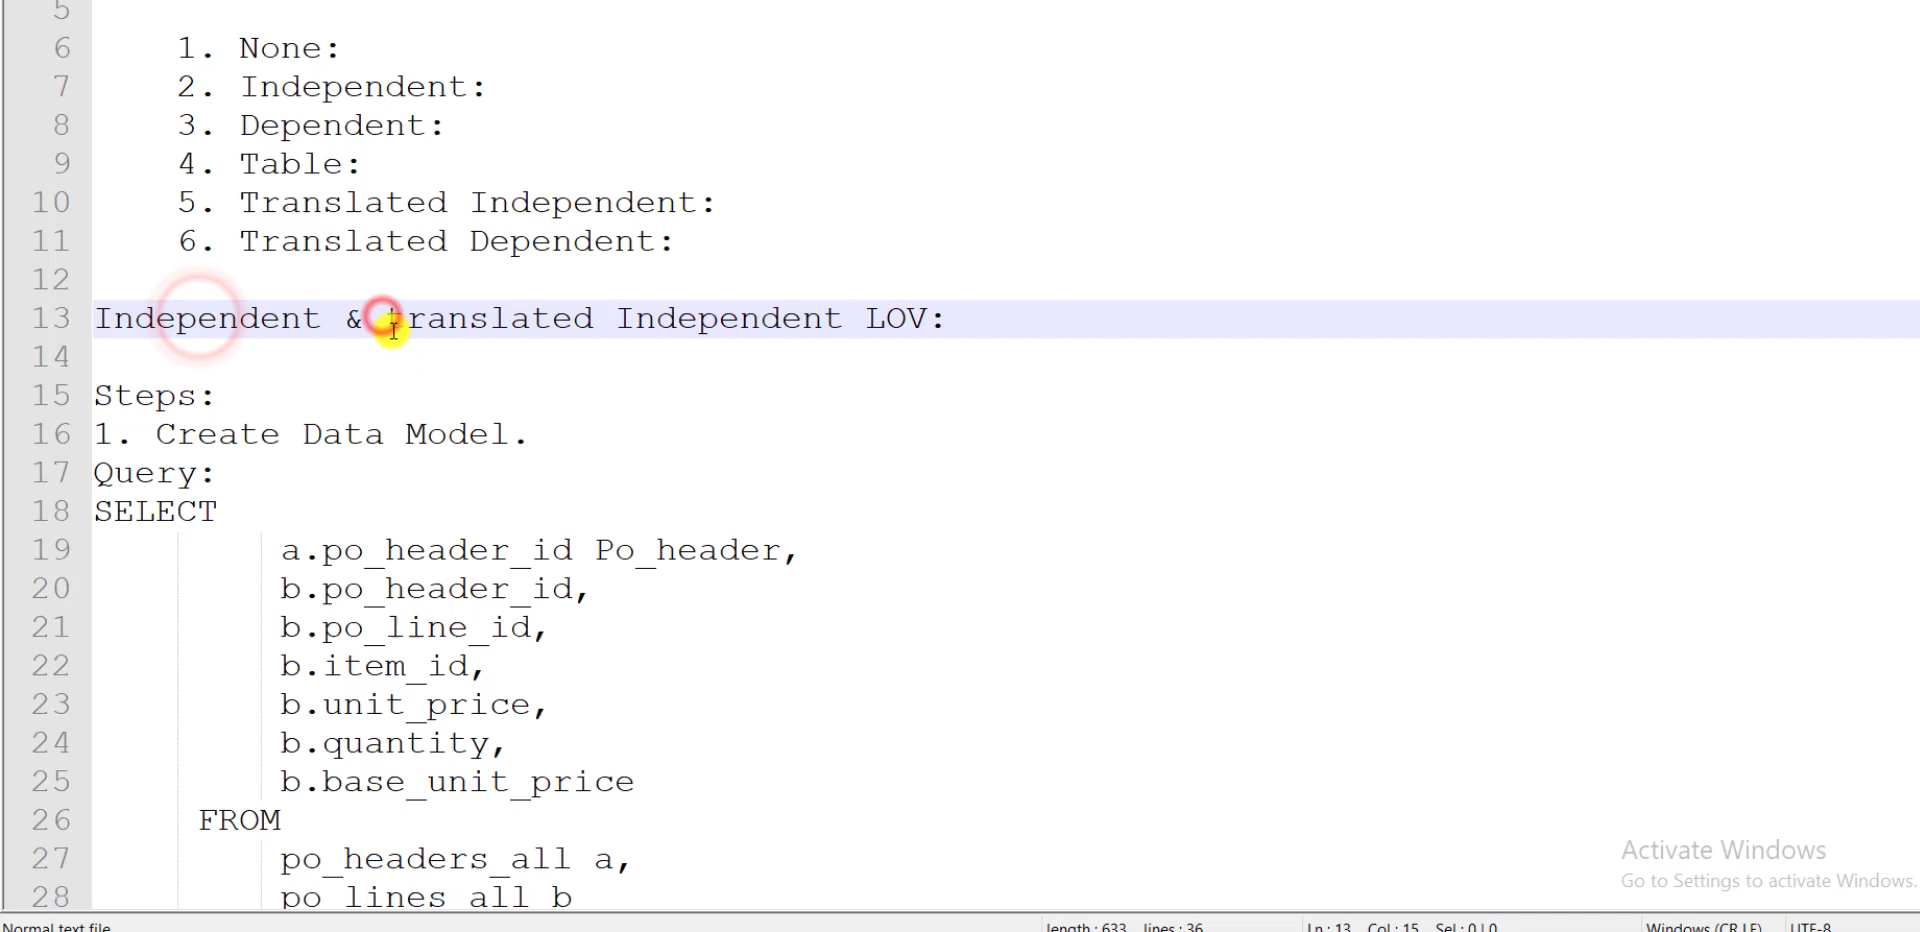 5
6 1. None:
7 2. Independent:
8 3. Dependent:
9 4. Table:
10 5. Translated Independent:
11 6. Translated Dependent:
12
13 Independent & translated Independent LOV:
14
15 Steps:
16 1. Create Data Model.
17 Query:
18 SELECT
19 a.po_header_id Po_header,
20 b.po_header_id,
21 b.po_line_id,
22 b.item_id,
23 b.unit_price,
24 b.quantity,
25 b.base_unit_price
26 FROM
27 po_headers_all a,
28 po_lines_all b
Activate Windows
Go to Settings to activate Windows.
Normal text file length : 633 lines : 36 Ln : 13 Col : 15 Sel : 0 | 0 Windows (CR LF) UTF-8